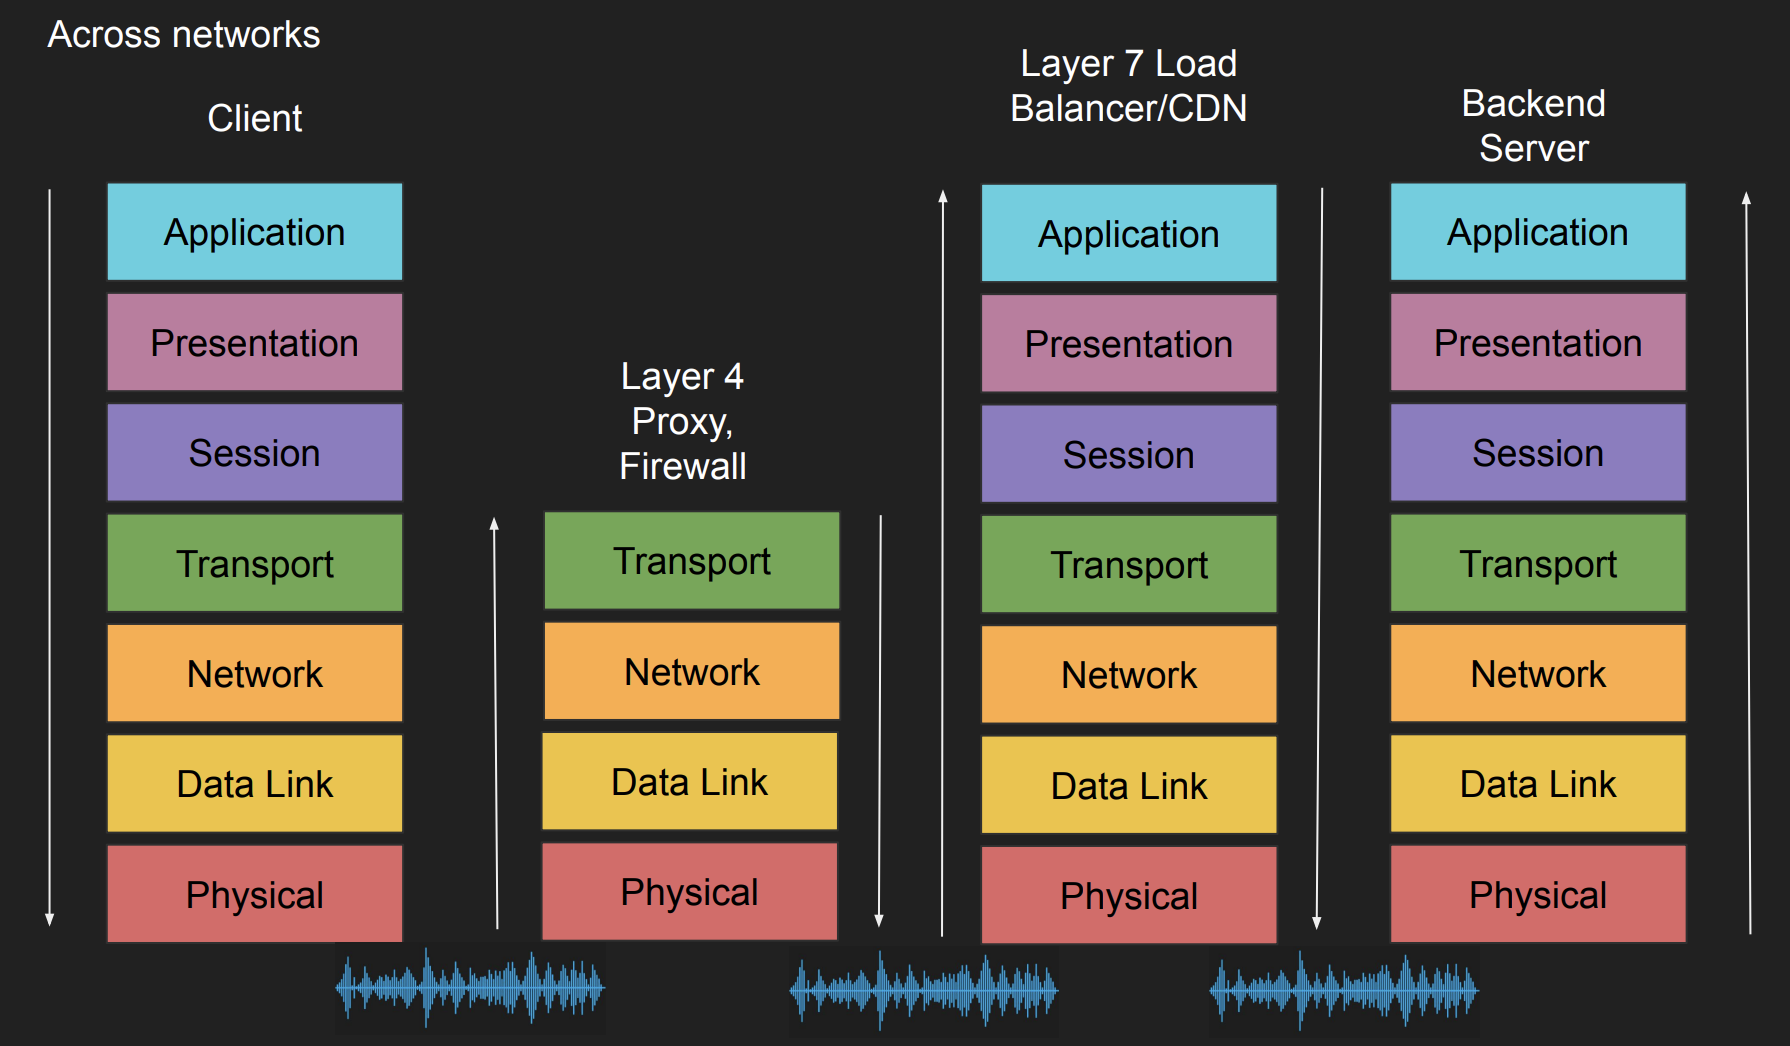 Across networks
Client
Application
Presentation
Session
Transport
Network
Data Link
Physical
Layer 4
Proxy,
Firewall
Transport
Network
Data Link
Physical
Layer 7 Load
Balancer/CDN
Application
Presentation
Session
Transport
Network
Data Link
Physical
Backend
Server
Application
Presentation
Session
Transport
Network
Data Link
Physical